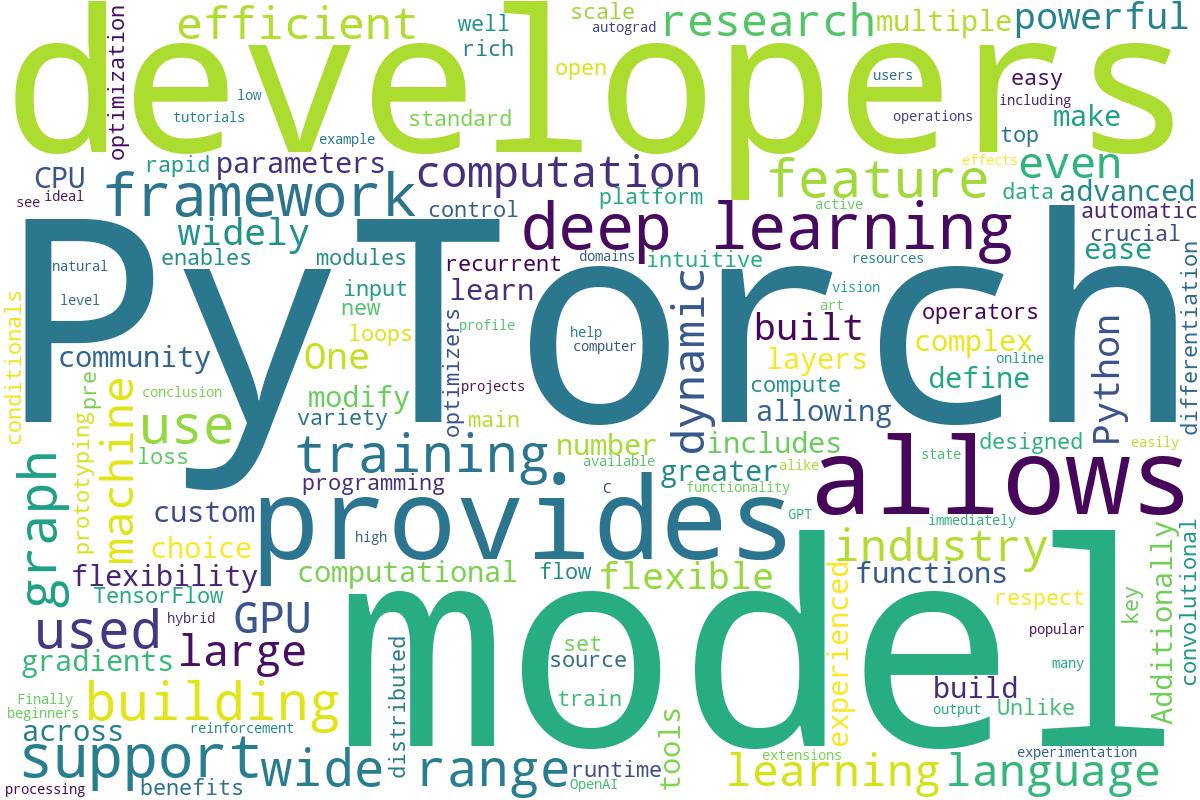 developers
efficient
well
rich
scale
autograd
research
multiple
powerful
optimization
low
tutorials
example
standard
open
users
operations
easy
including
top
make
CPU
see
ideal
rapid
parameters
framework
computation
control
platform
feature
active
effects
even
data
advanced
automatic
crucial
ease
widely
enables
modules
deep learning
domains
intuitive
resources
recurrent
learn
PyTorch
natural
level
input
new
loops
profile
optimizers
help
computer
dynamic
vision
art
built
layers
compute
allowing
operators
complex
online
define
Python
differentiation
conditionals
community
pre
One
modify
variety
projects
main
conclusion
use
loss
machine
prototyping
training
programming
number
available
includes
greater
alike
functionality
designed
state
easily
allows
graph
custom
choice
high
provides
C
GPT
immediately
flexibility
TensorFlow
computational
flow
flexible
industry
functions
respect
key
Additionally
convolutional
used
hybrid
GPU
large
gradients
model
set
source
train
experienced
popular
many
build
output
Unlike
Finally
beginners
building
distributed
across
reinforcement
support
wide range
runtime
OpenAI
tools
extensions
experimentation
learning
language
processing
benefits